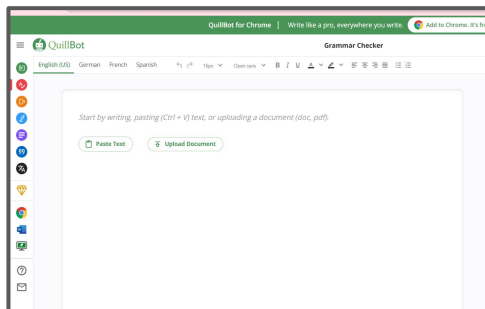 QuillBot for Chrome | Write like a pro, everywhere you write. Add to Chrome. It's fr
QuillBot
Grammar Checker
English (US) German French Spanish 16px Open sans B I U A
Start by writing, pasting (Ctrl + V) text, or uploading a document (doc, pdf).
Paste Text Upload Document